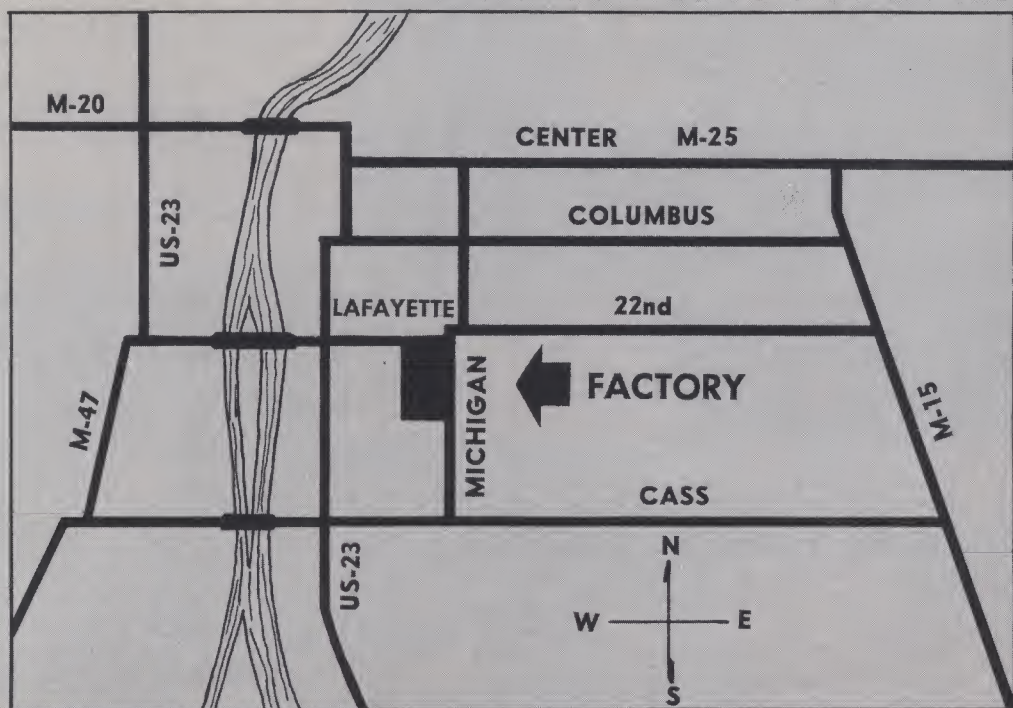 M-20
CENTER M-25
US-23
COLUMBUS
LAFAYETTE
22nd
M-47
MICHIGAN
FACTORY
M-15
CASS
US-23
N
W E
S